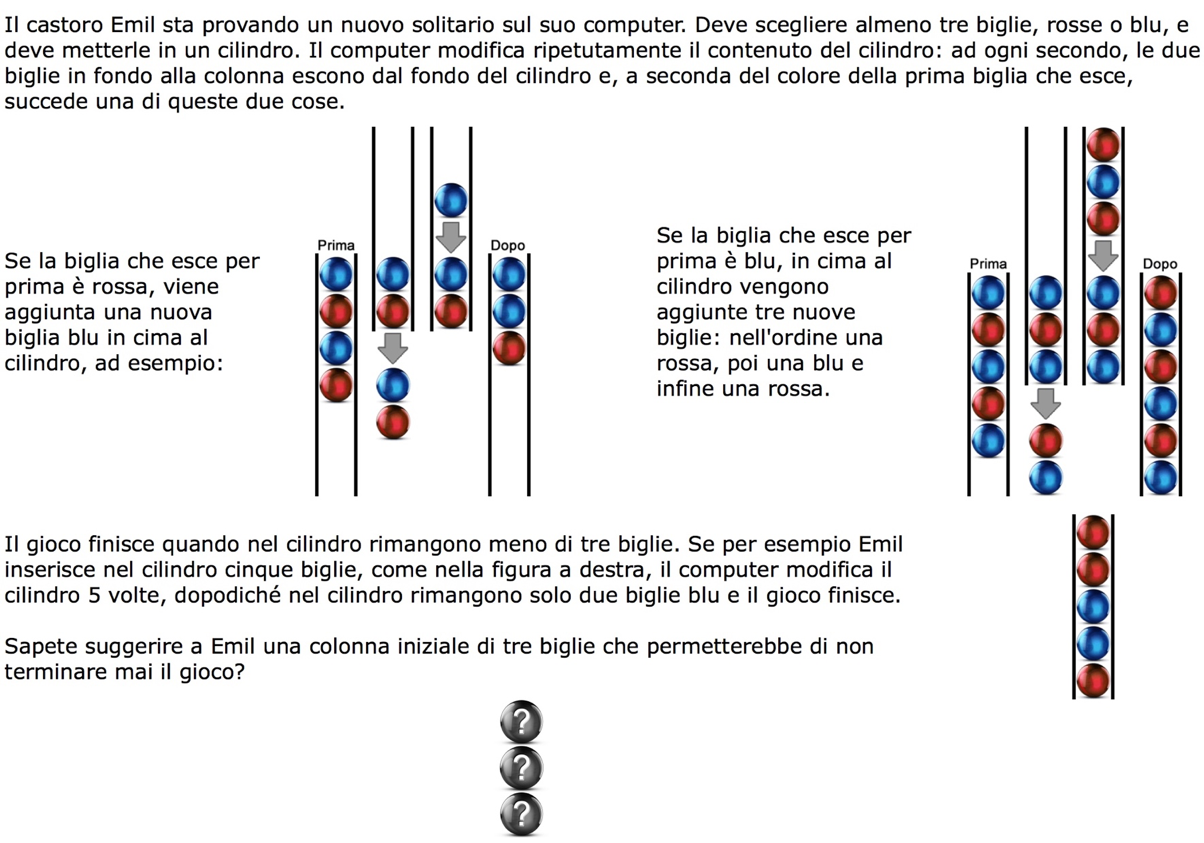 Il castoro Emil sta provando un nuovo solitario sul suo computer. Deve scegliere almeno tre biglie, rosse o blu, e
deve metterle in un cilindro. Il computer modifica ripetutamente il contenuto del cilindro: ad ogni secondo, le due
biglie in fondo alla colonna escono dal fondo del cilindro e, a seconda del colore della prima biglia che esce,
succede una di queste due cose.
Se la biglia che esce per
prima è rossa, viene
aggiunta una nuova
biglia blu in cima al
cilindro, ad esempio:
Prima
Dopo
Se la biglia che esce per
prima è blu, in cima al
cilindro vengono
aggiunte tre nuove
biglie: nell'ordine una
rossa, poi una blu e
infine una rossa.
Prima
Dopo
Il gioco finisce quando nel cilindro rimangono meno di tre biglie. Se per esempio Emil
inserisce nel cilindro cinque biglie, come nella figura a destra, il computer modifica il
cilindro 5 volte, dopodiché nel cilindro rimangono solo due biglie blu e il gioco finisce.
Sapete suggerire a Emil una colonna iniziale di tre biglie che permetterebbe di non
terminare mai il gioco?
?
?
?